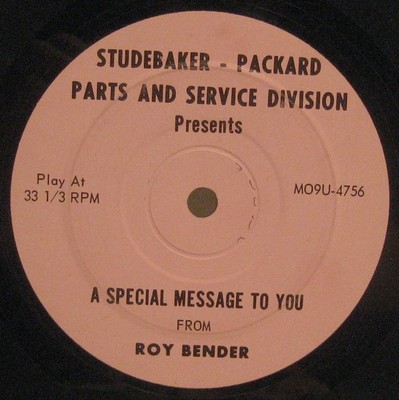 STUDEBAKER - PACKARD
PARTS AND SERVICE DIVISION
Presents
Play At
33 1/3 RPM
MO9U-4756
A SPECIAL MESSAGE TO YOU
FROM
ROY BENDER